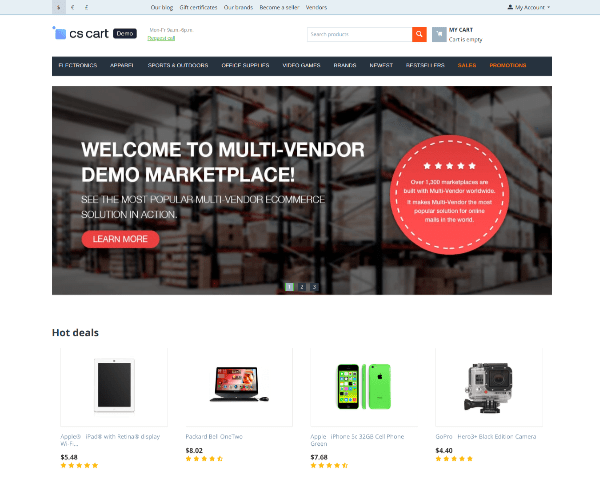 $ € £ Our blog Gift certificates Our brands Become a seller Vendors My Account
cs cart Demo
Mon-Fr 9a.m.-6p.m.
Request call
Search products
MY CART
Cart is empty
ELECTRONICS APPAREL SPORTS & OUTDOORS OFFICE SUPPLIES VIDEO GAMES BRANDS NEWEST BESTSELLERS SALES PROMOTIONS
WELCOME TO MULTI-VENDOR
DEMO MARKETPLACE!
SEE THE MOST POPULAR MULTI-VENDOR ECOMMERCE
SOLUTION IN ACTION.
LEARN MORE
Over 1,300 marketplaces are
built with Multi-Vendor worldwide.
It makes Multi-Vendor the most
popular solution for online
malls in the world.
1 2 3
Hot deals
Apple® - iPad® with Retina® display
Wi-Fi...
$5.48
Packard Bell OneTwo
$8.02
Apple - iPhone 5c 32GB Cell Phone
Green
$7.68
GoPro - Hero3+ Black Edition Camera
$4.40